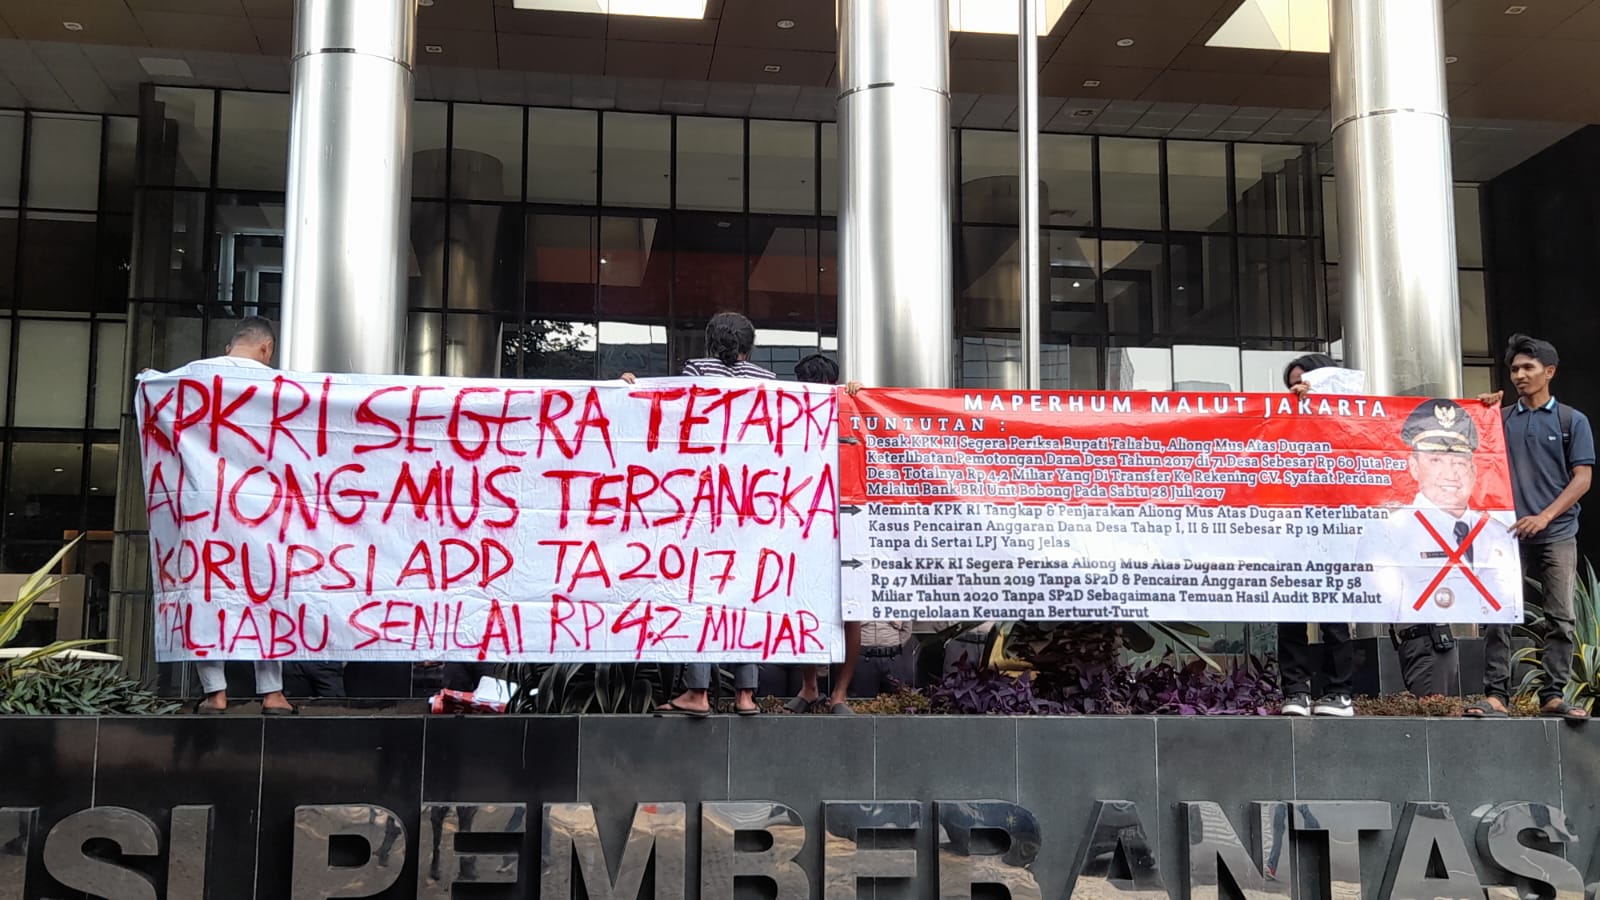 KPK RI SEGERA TETAPKA
ALIONG MUS TERSANGKA
KORUPSI ADD TA 2017 DI
TALIABU SENILAI RP 4.2 MILIAR
MAPERHUM MALUT JAKARTA
TUNTUTAN :
Desak KPK RI Segera Periksa Bupati Taliabu, Aliong Mus Atas Dugaan
Keterlibatan Pemotongan Dana Desa Tahun 2017 di 71 Desa Sebesar Rp 60 Juta Per
Desa Totalnya Rp 4,2 Miliar Yang Di Transfer Ke Rekening CV. Syafaat Perdana
Melalui Bank BRI Unit Bobong Pada Sabtu 28 Juli 2017
Meminta KPK RI Tangkap & Penjarakan Aliong Mus Atas Dugaan Keterlibatan
Kasus Pencairan Anggaran Dana Desa Tahap I, II & III Sebesar Rp 19 Miliar
Tanpa di Sertai LPJ Yang Jelas
Desak KPK RI Segera Periksa Aliong Mus Atas Dugaan Pencairan Anggaran
Rp 47 Miliar Tahun 2019 Tanpa SP2D & Pencairan Anggaran Sebesar Rp 58
Miliar Tahun 2020 Tanpa SP2D Sebagaimana Temuan Hasil Audit BPK Malut
& Pengelolaan Keuangan Berturut-Turut
ISI PEMBERANTASA